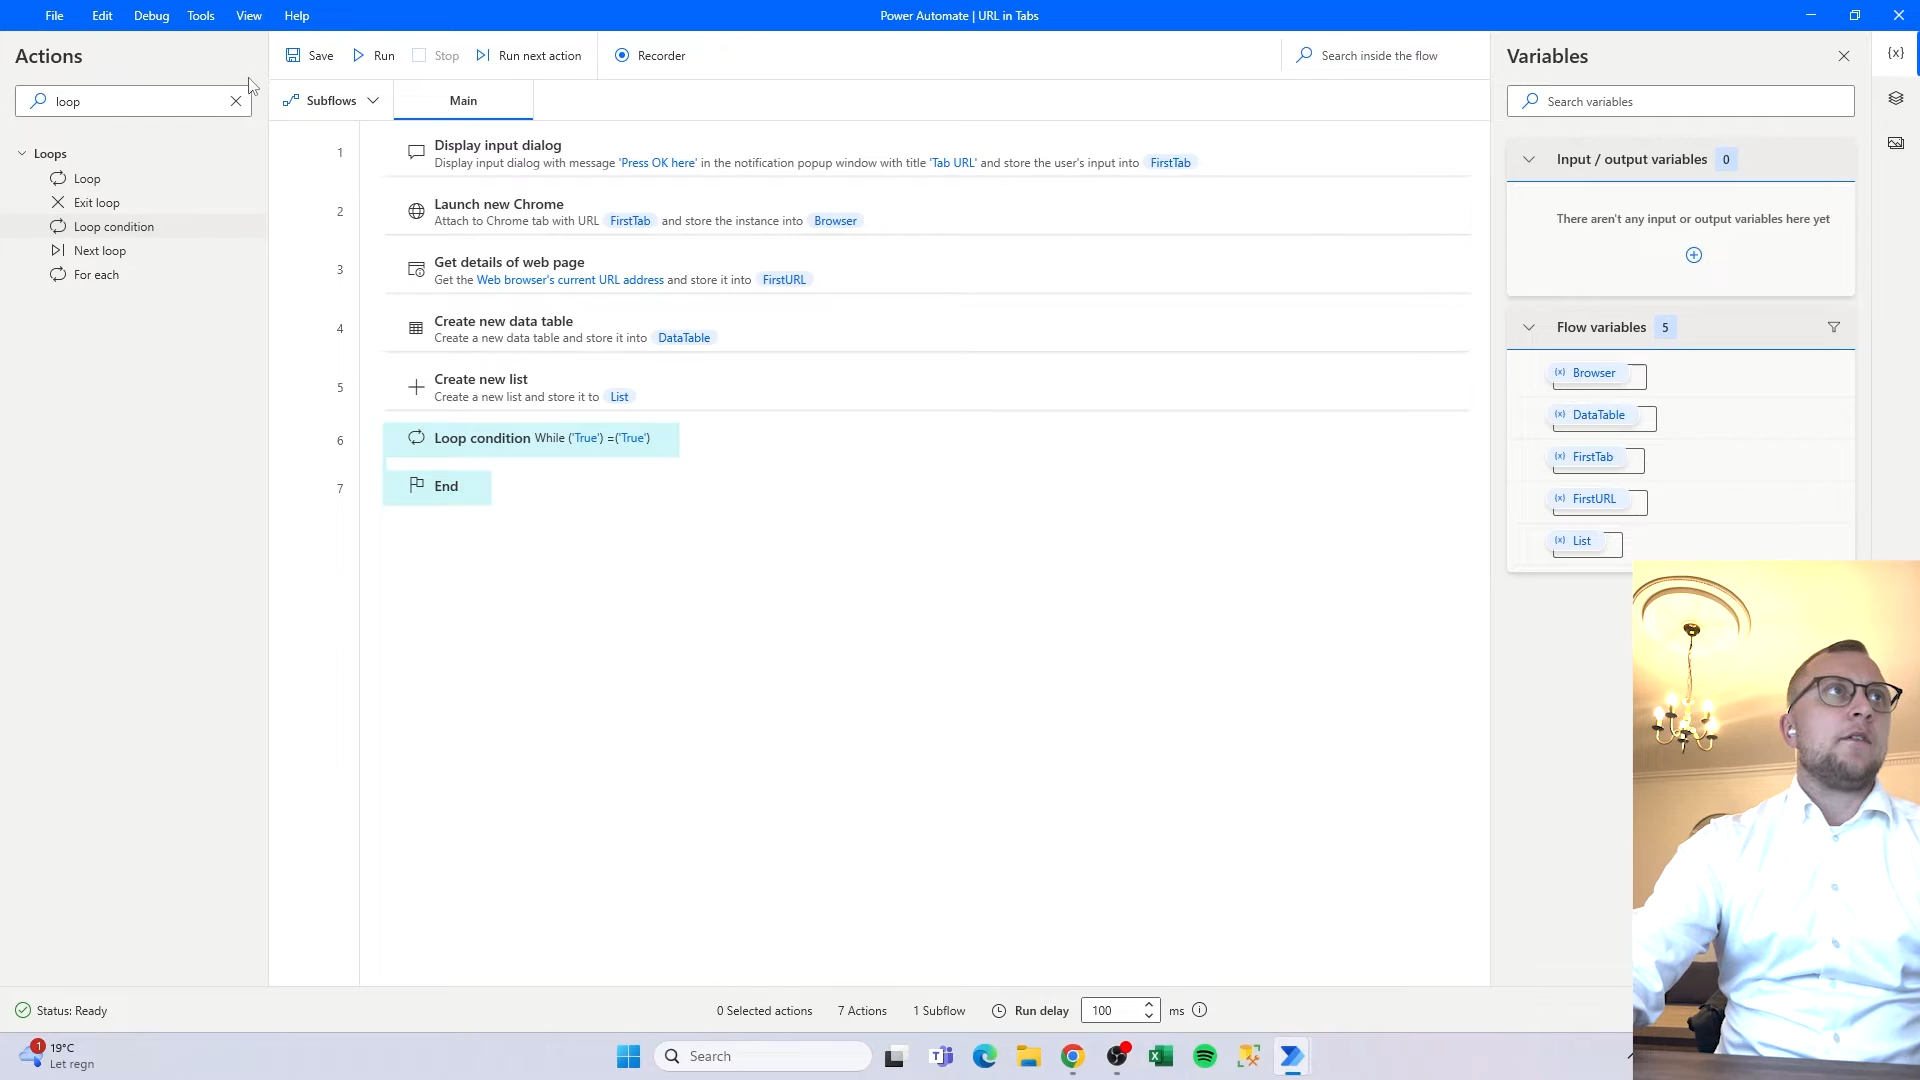 File Edit Debug Tools View Help
Power Automate | URL in Tabs
Actions
loop
Loops
Loop
Exit loop
Loop condition
Next loop
For each
Save Run Stop Run next action Recorder
Search inside the flow
Subflows Main
1 Display input dialog
Display input dialog with message 'Press OK here' in the notification popup window with title 'Tab URL' and store the user's input into FirstTab
2 Launch new Chrome
Attach to Chrome tab with URL FirstTab and store the instance into Browser
3 Get details of web page
Get the Web browser's current URL address and store it into FirstURL
4 Create new data table
Create a new data table and store it into DataTable
5 Create new list
Create a new list and store it to List
6 Loop condition While ('True') =('True')
7 End
Variables
{x}
Search variables
Input / output variables 0
There aren't any input or output variables here yet
Flow variables 5
(x) Browser
(x) DataTable
(x) FirstTab
(x) FirstURL
(x) List
Status: Ready
0 Selected actions 7 Actions 1 Subflow Run delay 100 ms
1 19°C
Let regn
Search